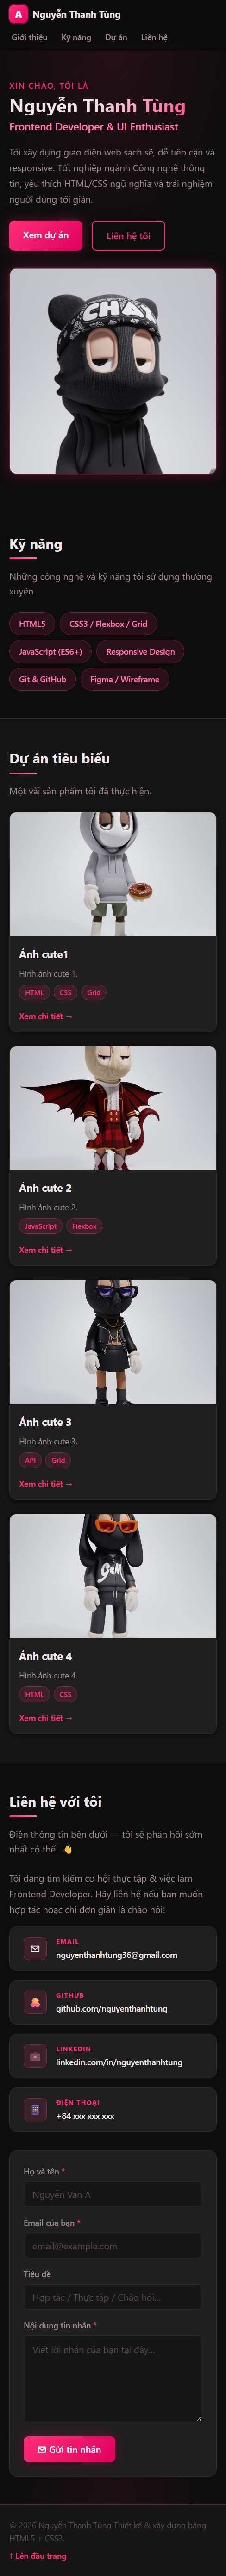 A Nguyễn Thanh Tùng
Giới thiệu Kỹ năng Dự án Liên hệ
XIN CHÀO, TÔI LÀ
Nguyễn Thanh Tùng
Frontend Developer & UI Enthusiast
Tôi xây dựng giao diện web sạch sẽ, dễ tiếp cận và
responsive. Tốt nghiệp ngành Công nghệ thông
tin, yêu thích HTML/CSS ngữ nghĩa và trải nghiệm
người dùng tối giản.
Xem dự án Liên hệ tôi
CHAT
Kỹ năng
Những công nghệ và kỹ năng tôi sử dụng thường
xuyên.
HTML5 CSS3 / Flexbox / Grid
JavaScript (ES6+) Responsive Design
Git & GitHub Figma / Wireframe
Dự án tiêu biểu
Một vài sản phẩm tôi đã thực hiện.
Ảnh cute1
Hình ảnh cute 1.
HTML CSS Grid
Xem chi tiết →
Ảnh cute 2
Hình ảnh cute 2.
JavaScript Flexbox
Xem chi tiết →
Ảnh cute 3
Hình ảnh cute 3.
API Grid
Xem chi tiết →
GM
Ảnh cute 4
Hình ảnh cute 4.
HTML CSS
Xem chi tiết →
Liên hệ với tôi
Điền thông tin bên dưới — tôi sẽ phản hồi sớm
nhất có thể! 👋
Tôi đang tìm kiếm cơ hội thực tập & việc làm
Frontend Developer. Hãy liên hệ nếu bạn muốn
hợp tác hoặc chỉ đơn giản là chào hỏi!
EMAIL
nguyenthanhtung36@gmail.com
GITHUB
github.com/nguyenthanhtung
LINKEDIN
linkedin.com/in/nguyenthanhtung
ĐIỆN THOẠI
+84 xxx xxx xxx
Họ và tên *
Nguyễn Văn A
Email của bạn *
email@example.com
Tiêu đề
Hợp tác / Thực tập / Chào hỏi...
Nội dung tin nhắn *
Viết lời nhắn của bạn tại đây...
✉ Gửi tin nhắn
© 2026 Nguyễn Thanh Tùng Thiết kế & xây dựng bằng
HTML5 + CSS3.
↑ Lên đầu trang